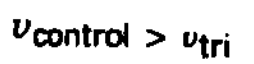 υcontrol > υtri